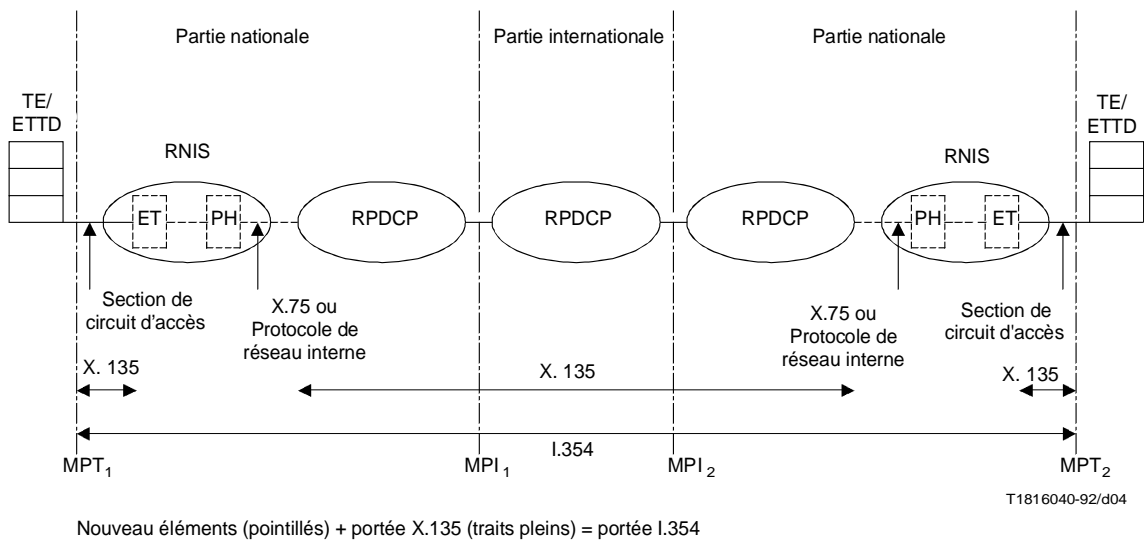 Partie nationale
Partie internationale
Partie nationale
TE/
ETTD
TE/
ETTD
RNIS
RNIS
ET
PH
RPDCP
RPDCP
RPDCP
PH
ET
Section de
circuit d'accès
X.75 ou
Protocole de
réseau interne
X.75 ou
Protocole de
réseau interne
Section de
circuit d'accès
X. 135
X. 135
X. 135
I.354
MPT1
MPI1
MPI2
MPT2
T1816040-92/d04
Nouveau éléments (pointillés) + portée X.135 (traits pleins) = portée I.354